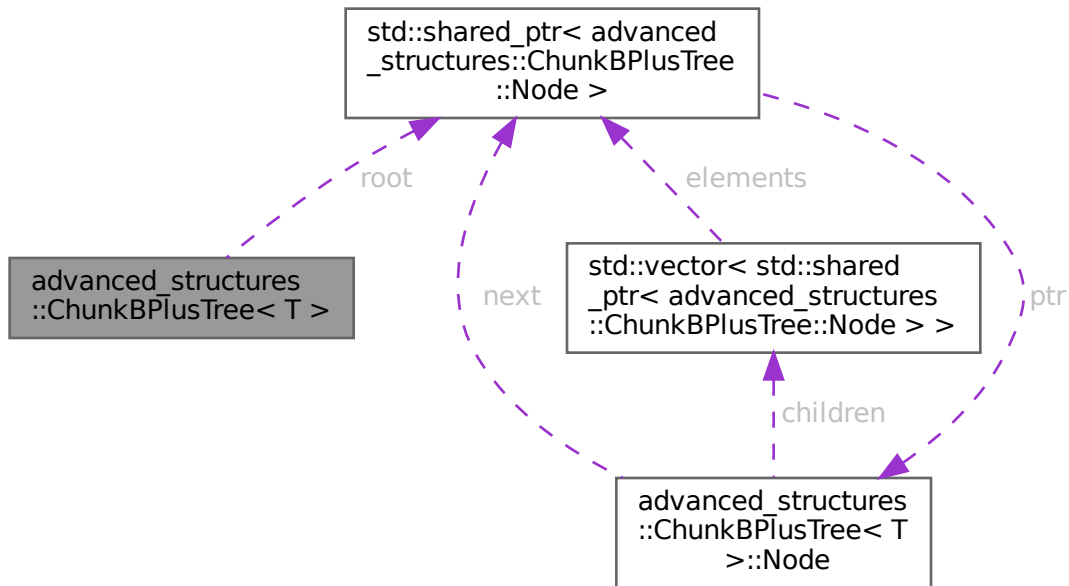 std::shared_ptr< advanced
_structures::ChunkBPlusTree
::Node >
root
elements
advanced_structures
::ChunkBPlusTree< T >
next
std::vector< std::shared
_ptr< advanced_structures
::ChunkBPlusTree::Node > >
ptr
children
advanced_structures
::ChunkBPlusTree< T
>::Node